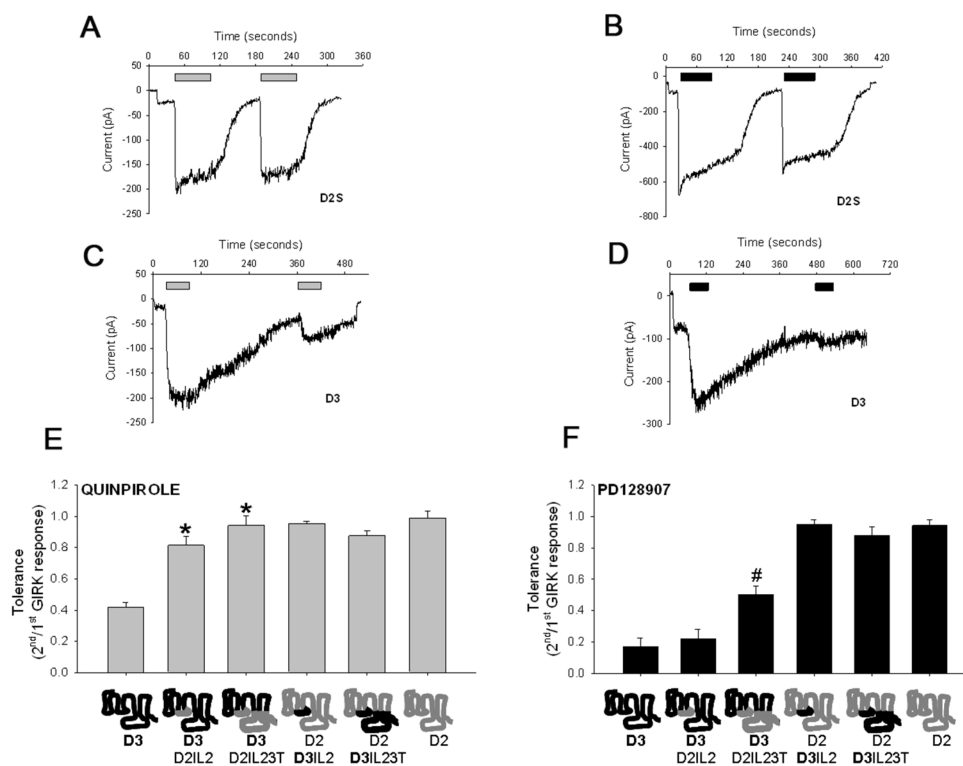 A
Time (seconds)
0 60 120 180 240 300 360
50
0
-50
-100
-150
-200
-250
Current (pA)
D2S
B
Time (seconds)
0 60 120 180 240 300 360 420
0
-200
-400
-600
-800
Current (pA)
D2S
C
Time (seconds)
0 120 240 360 480
50
0
-50
-100
-150
-200
-250
Current (pA)
D3
D
Time (seconds)
0 120 240 360 480 600 720
0
-100
-200
-300
Current (pA)
D3
E
QUINPIROLE
1.2
1.0
0.8
0.6
0.4
0.2
0.0
Tolerance
(2nd/1st GIRK response)
* *
D3 D3 D3 D2 D2 D2
D2IL2 D2IL23T D3IL2 D3IL23T
F
PD128907
1.2
1.0
0.8
0.6
0.4
0.2
0.0
Tolerance
(2nd/1st GIRK response)
#
D3 D3 D3 D2 D2 D2
D2IL2 D2IL23T D3IL2 D3IL23T